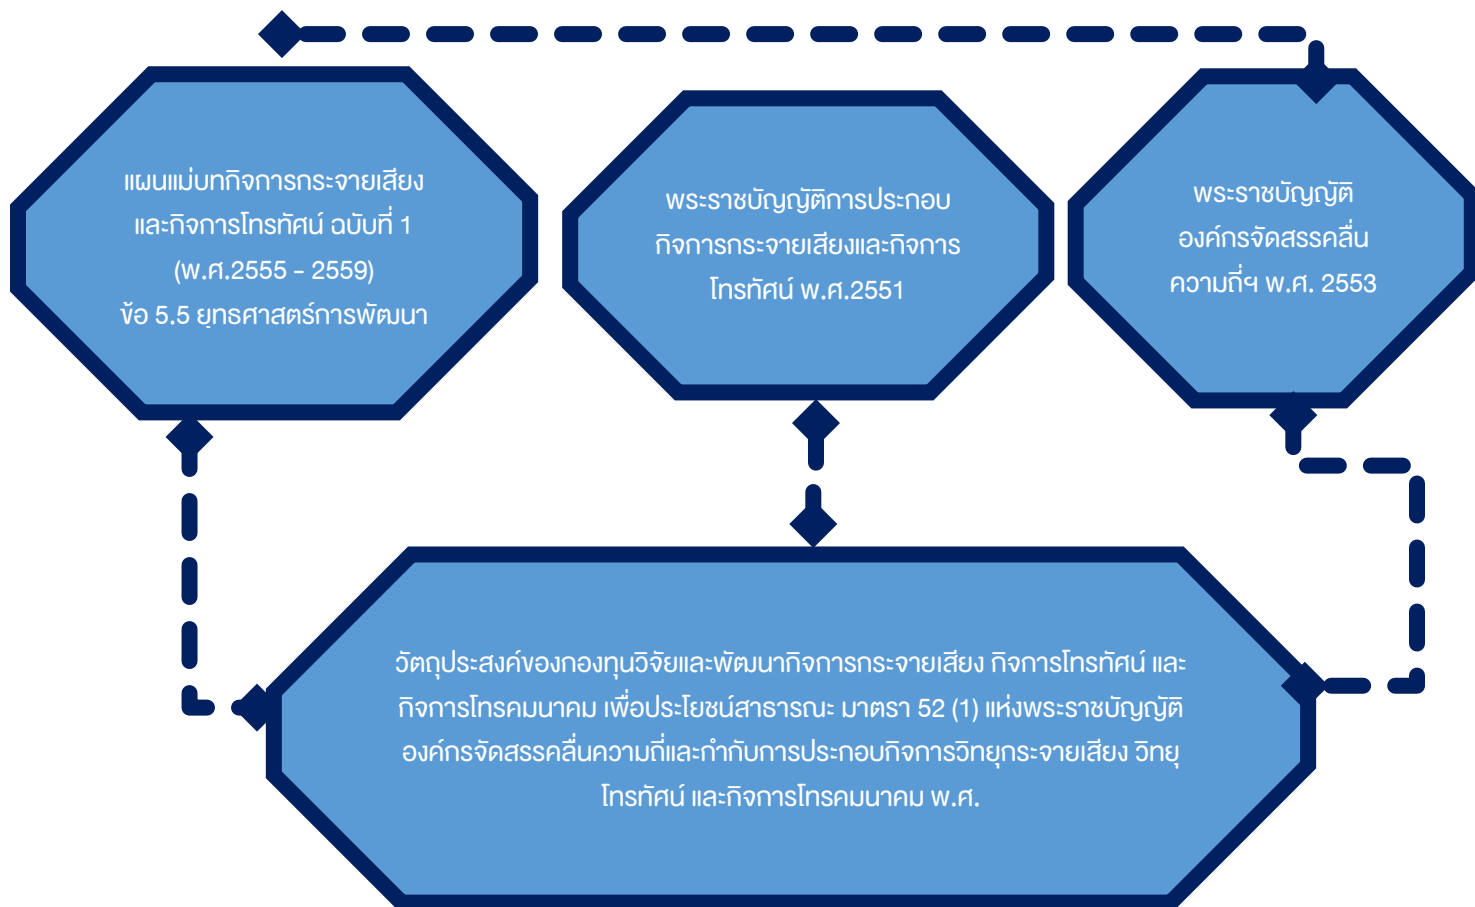 แผนแม่บทกิจการกระจายเสียง
และกิจการโทรทัศน์ ฉบับที่ 1
(พ.ศ.2555 - 2559)
ข้อ 5.5 ยุทธศาสตร์การพัฒนา
พระราชบัญญัติการประกอบ
กิจการกระจายเสียงและกิจการ
โทรทัศน์ พ.ศ.2551
พระราชบัญญัติ
องค์กรจัดสรรคลื่น
ความถี่ฯ พ.ศ. 2553
วัตถุประสงค์ของกองทุนวิจัยและพัฒนากิจการกระจายเสียง กิจการโทรทัศน์ และ
กิจการโทรคมนาคม เพื่อประโยชน์สาธารณะ มาตรา 52 (1) แห่งพระราชบัญญัติ
องค์กรจัดสรรคลื่นความถี่และกำกับการประกอบกิจการวิทยุกระจายเสียง วิทยุ
โทรทัศน์ และกิจการโทรคมนาคม พ.ศ.